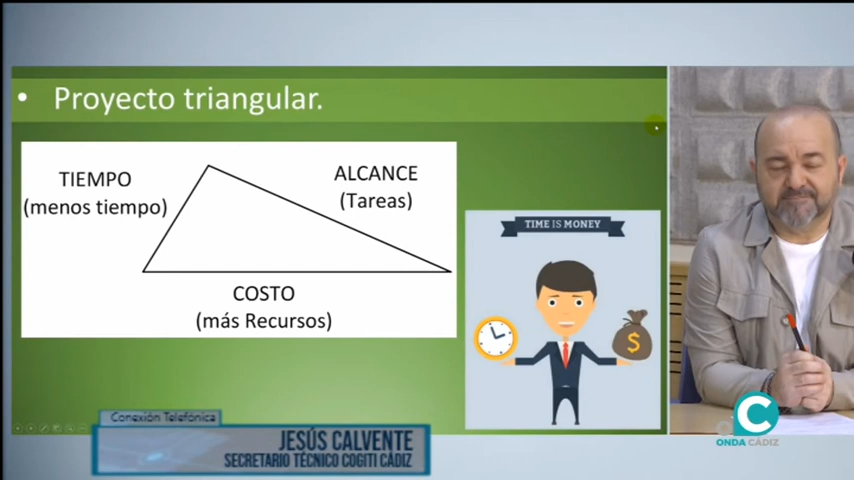 • Proyecto triangular.
TIEMPO
(menos tiempo)
ALCANCE
(Tareas)
COSTO
(más Recursos)
TIME IS MONEY
$
Conexión Telefónica
JESÚS CALVENTE
SECRETARIO TÉCNICO COGITI CÁDIZ
C
ONDA CÁDIZ